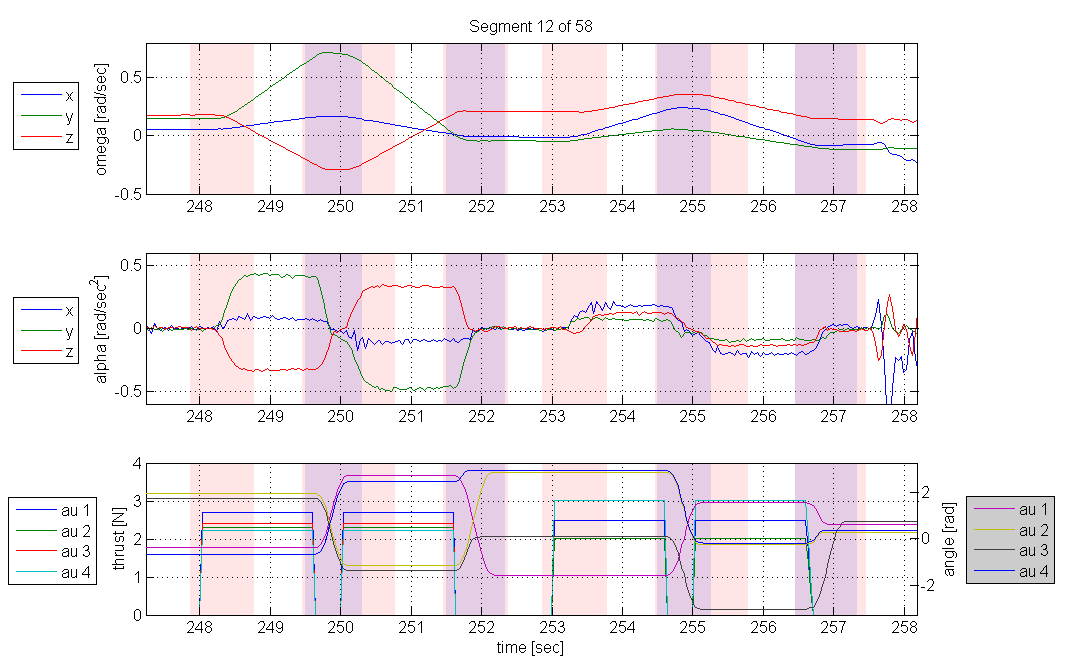 Segment 12 of 58
omega [rad/sec]
0.5
0
-0.5
x
y
z
248 249 250 251 252 253 254 255 256 257 258
alpha [rad/sec²]
0.5
0
-0.5
x
y
z
248 249 250 251 252 253 254 255 256 257 258
thrust [N]
4
3
2
1
0
au 1
au 2
au 3
au 4
angle [rad]
2
0
-2
au 1
au 2
au 3
au 4
248 249 250 251 252 253 254 255 256 257 258
time [sec]